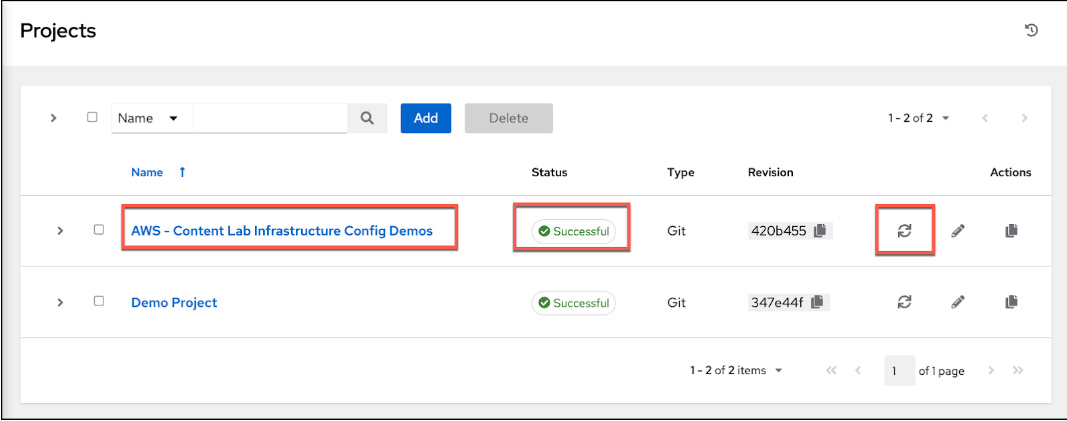 Projects
Name Add Delete 1 - 2 of 2
Name Status Type Revision Actions
AWS - Content Lab Infrastructure Config Demos Successful Git 420b455
Demo Project Successful Git 347e44f
1 - 2 of 2 items 1 of 1 page